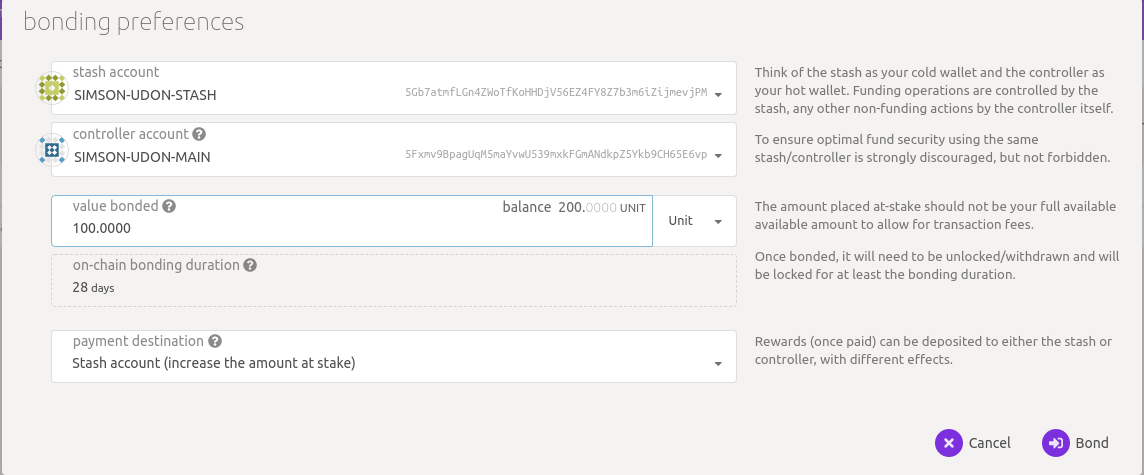 bonding preferences
stash account
SIMSON-UDON-STASH 5Gb7atmfLGn4ZWoTfKoHHDjV56EZ4FY8Z7b3m6iZijmevjPM
Think of the stash as your cold wallet and the controller as
your hot wallet. Funding operations are controlled by the
stash, any other non-funding actions by the controller itself.
controller account
SIMSON-UDON-MAIN 5Fxmv9BpagUqM5maYvwU539mxkFGmANdkpZ5Ykb9CH65E6vp
To ensure optimal fund security using the same
stash/controller is strongly discouraged, but not forbidden.
value bonded balance 200.0000 UNIT
100.0000
Unit
The amount placed at-stake should not be your full available
available amount to allow for transaction fees.
on-chain bonding duration
28 days
Once bonded, it will need to be unlocked/withdrawn and will
be locked for at least the bonding duration.
payment destination
Stash account (increase the amount at stake)
Rewards (once paid) can be deposited to either the stash or
controller, with different effects.
Cancel Bond